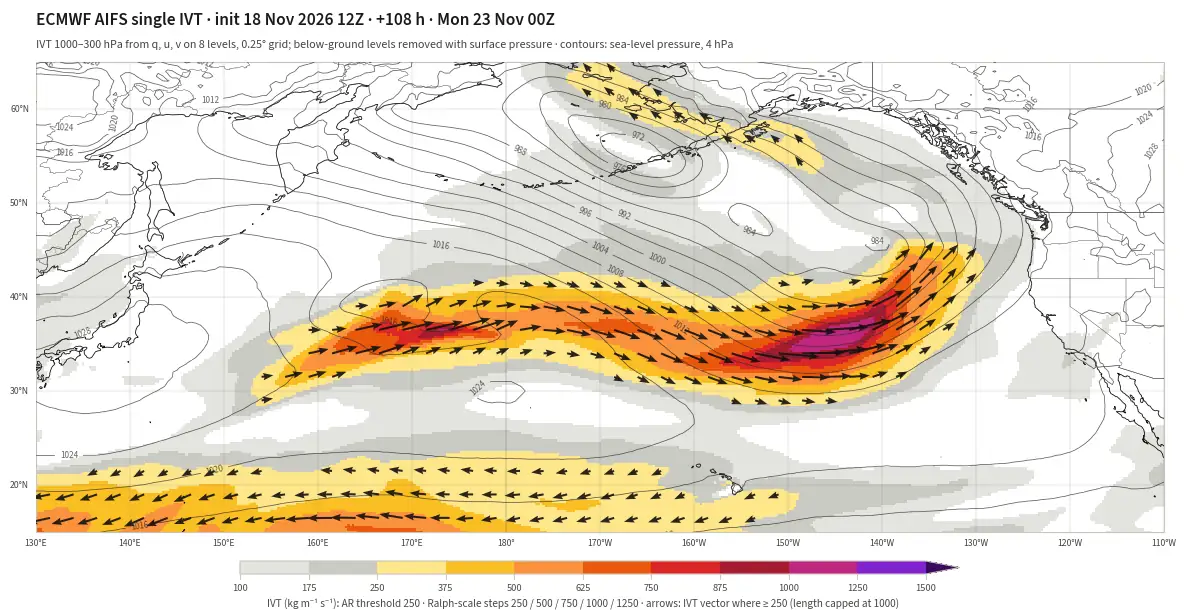 ECMWF AIFS single IVT · init 18 Nov 2026 12Z · +108 h · Mon 23 Nov 00Z
IVT 1000–300 hPa from q, u, v on 8 levels, 0.25° grid; below-ground levels removed with surface pressure · contours: sea-level pressure, 4 hPa
60°N
50°N
40°N
30°N
20°N
1012
1024
1020
1016
988
980
984
972
996
992
984
984
1016
1004
1000
1008
1012
1016
1028
1024
1024
1020
1016
1016
1016
1020
1024
1028
130°E 140°E 150°E 160°E 170°E 180° 170°W 160°W 150°W 140°W 130°W 120°W 110°W
100 175 250 375 500 625 750 875 1000 1250 1500
IVT (kg m⁻¹ s⁻¹): AR threshold 250 · Ralph-scale steps 250 / 500 / 750 / 1000 / 1250 · arrows: IVT vector where ≥ 250 (length capped at 1000)